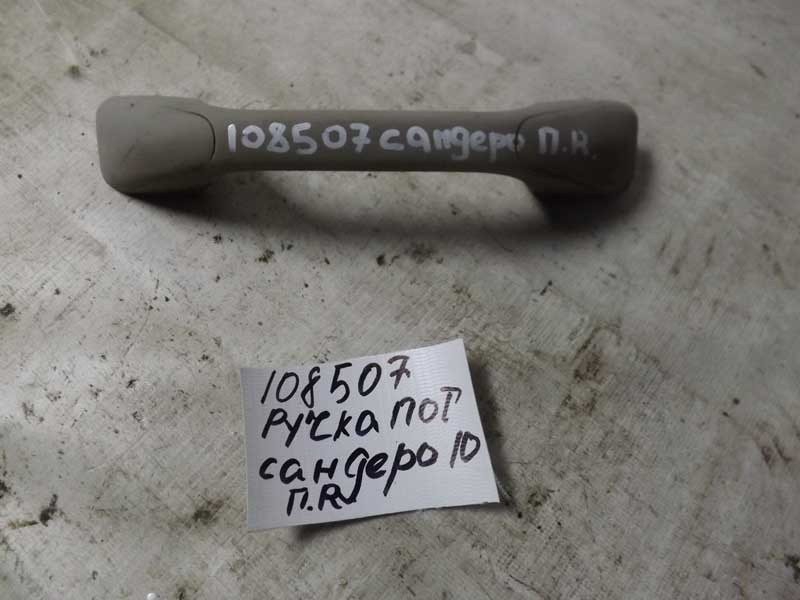 108507 сандеро П.R.
108507
Ручка пот
сандеро 10
П.R.